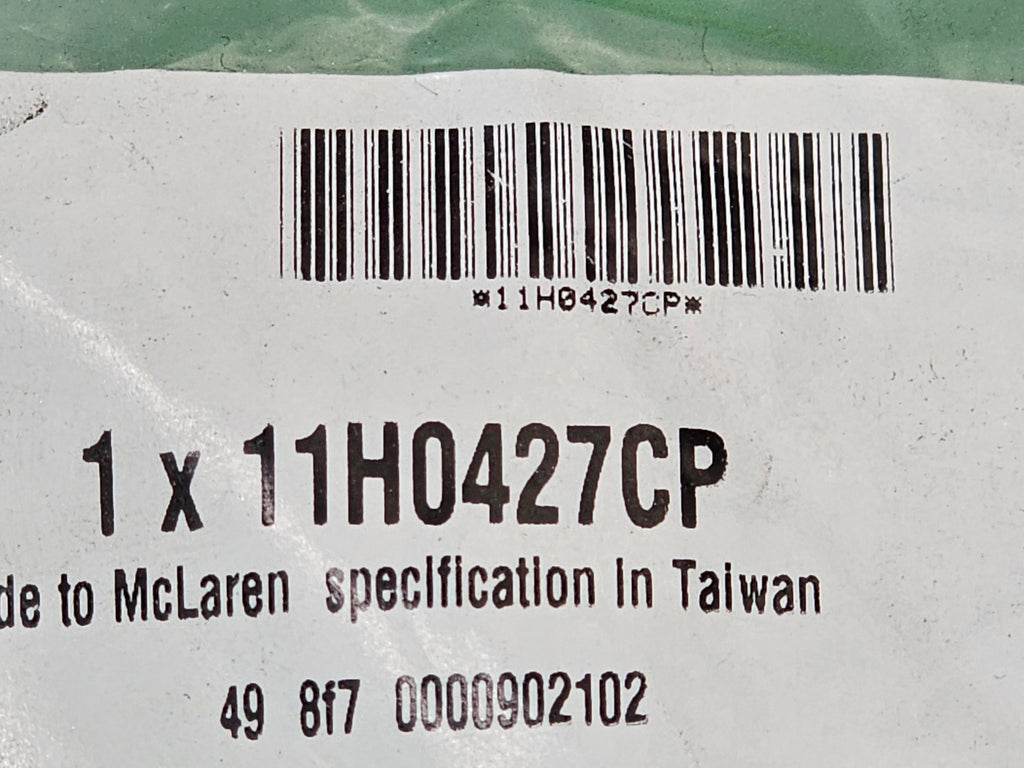 *11H0427CP*
1 x 11H0427CP
de to McLaren specification In Taiwan
49 8f7 0000902102